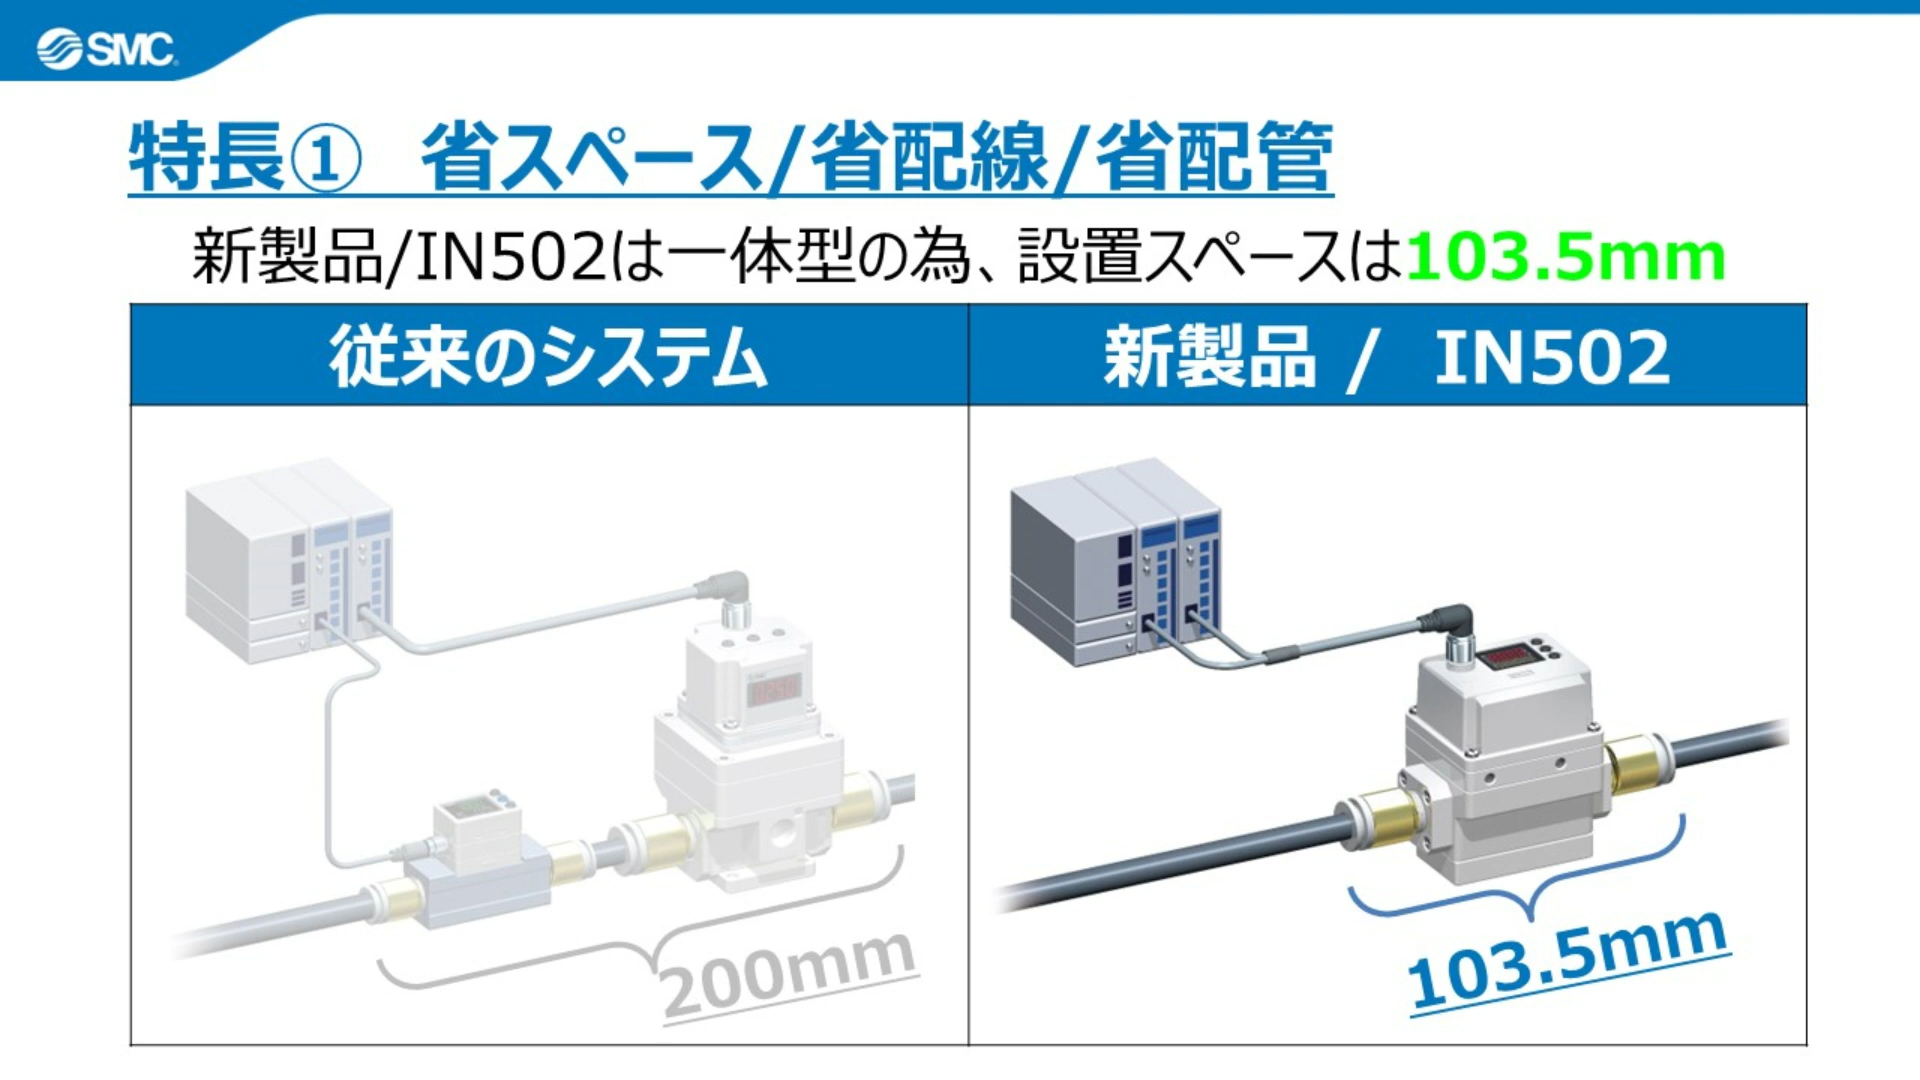 SMC
特長① 省スペース/省配線/省配管
新製品/IN502は一体型の為、設置スペースは103.5mm
従来のシステム
新製品 / IN502
200mm
103.5mm